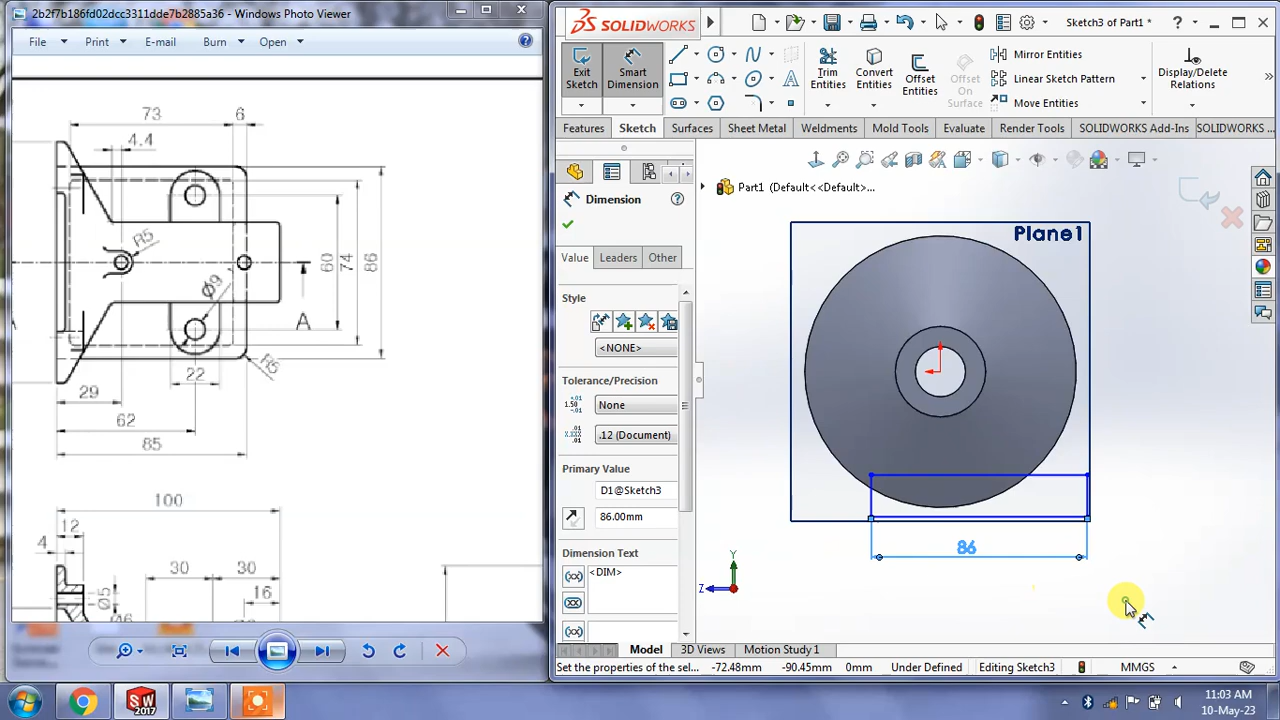 2b2f7b186fd02dcc3311dde7b2885a36 - Windows Photo Viewer
File Print E-mail Burn Open
73 6
4.4
R5
Ø9
A
60 74 86
R5
22
29
62
85
100
12
4
30 30
16
Ø5
SOLIDWORKS
Sketch3 of Part1 *
Exit Sketch
Smart Dimension
Trim Entities
Convert Entities
Offset Entities
Offset On Surface
Mirror Entities
Linear Sketch Pattern
Move Entities
Display/Delete Relations
Features Sketch Surfaces Sheet Metal Weldments Mold Tools Evaluate Render Tools SOLIDWORKS Add-Ins SOLIDWORKS ...
Part1 (Default<<Default>...
Dimension
Value Leaders Other
Style
<NONE>
Tolerance/Precision
None
.12 (Document)
Primary Value
D1@Sketch3
86.00mm
Dimension Text
<DIM>
Plane1
86
Y
Z
Model 3D Views Motion Study 1
Set the properties of the sel... -72.48mm -90.45mm 0mm Under Defined Editing Sketch3 MMGS
SW
2017
11:03 AM
10-May-23